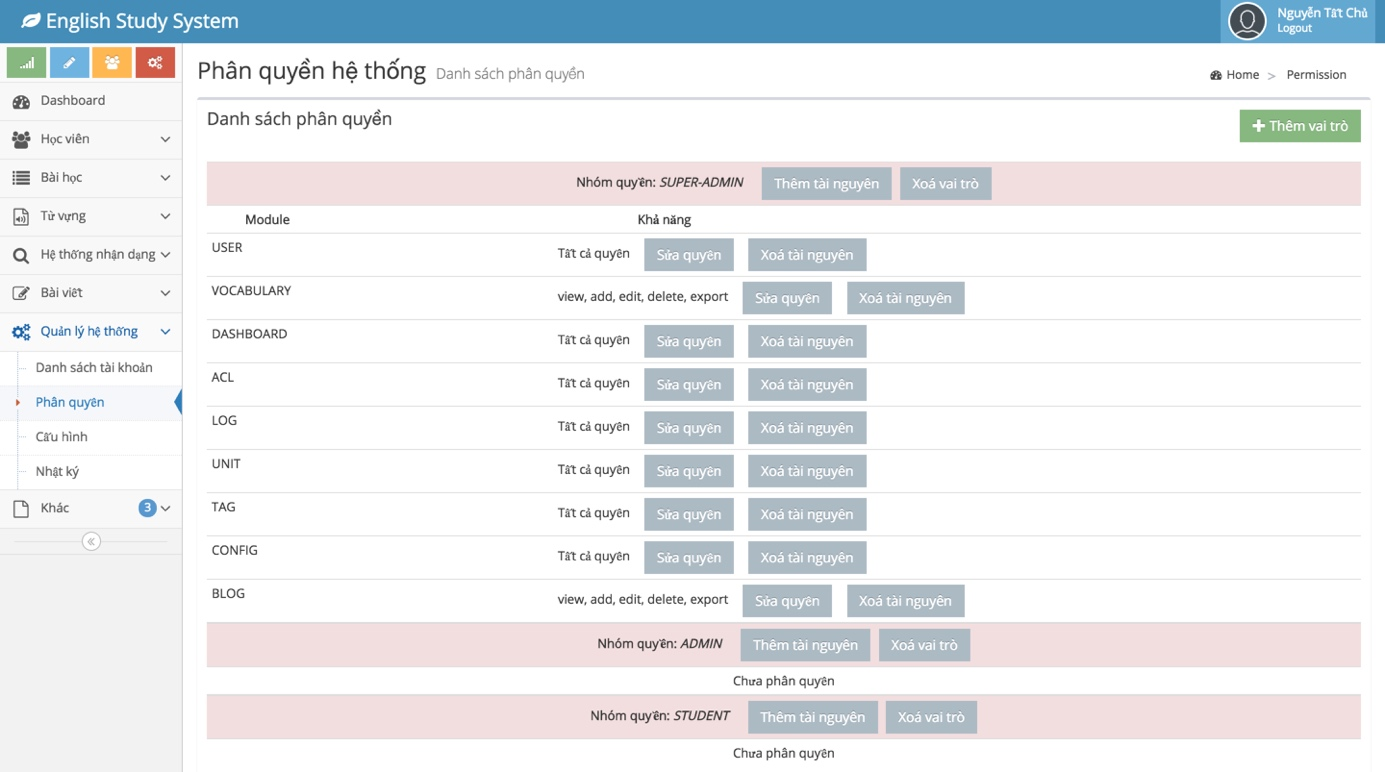 English Study System
Nguyễn Tất Chủ
Logout
Phân quyền hệ thống Danh sách phân quyền
Home > Permission
Dashboard
Học viên
Bài học
Từ vựng
Hệ thống nhận dạng
Bài viết
Quản lý hệ thống
Danh sách tài khoản
Phân quyền
Cấu hình
Nhật ký
Khác 3
Danh sách phân quyền
Thêm vai trò
Nhóm quyền: SUPER-ADMIN Thêm tài nguyên Xoá vai trò
Module Khả năng
USER Tất cả quyền Sửa quyền Xoá tài nguyên
VOCABULARY view, add, edit, delete, export Sửa quyền Xoá tài nguyên
DASHBOARD Tất cả quyền Sửa quyền Xoá tài nguyên
ACL Tất cả quyền Sửa quyền Xoá tài nguyên
LOG Tất cả quyền Sửa quyền Xoá tài nguyên
UNIT Tất cả quyền Sửa quyền Xoá tài nguyên
TAG Tất cả quyền Sửa quyền Xoá tài nguyên
CONFIG Tất cả quyền Sửa quyền Xoá tài nguyên
BLOG view, add, edit, delete, export Sửa quyền Xoá tài nguyên
Nhóm quyền: ADMIN Thêm tài nguyên Xoá vai trò
Chưa phân quyền
Nhóm quyền: STUDENT Thêm tài nguyên Xoá vai trò
Chưa phân quyền